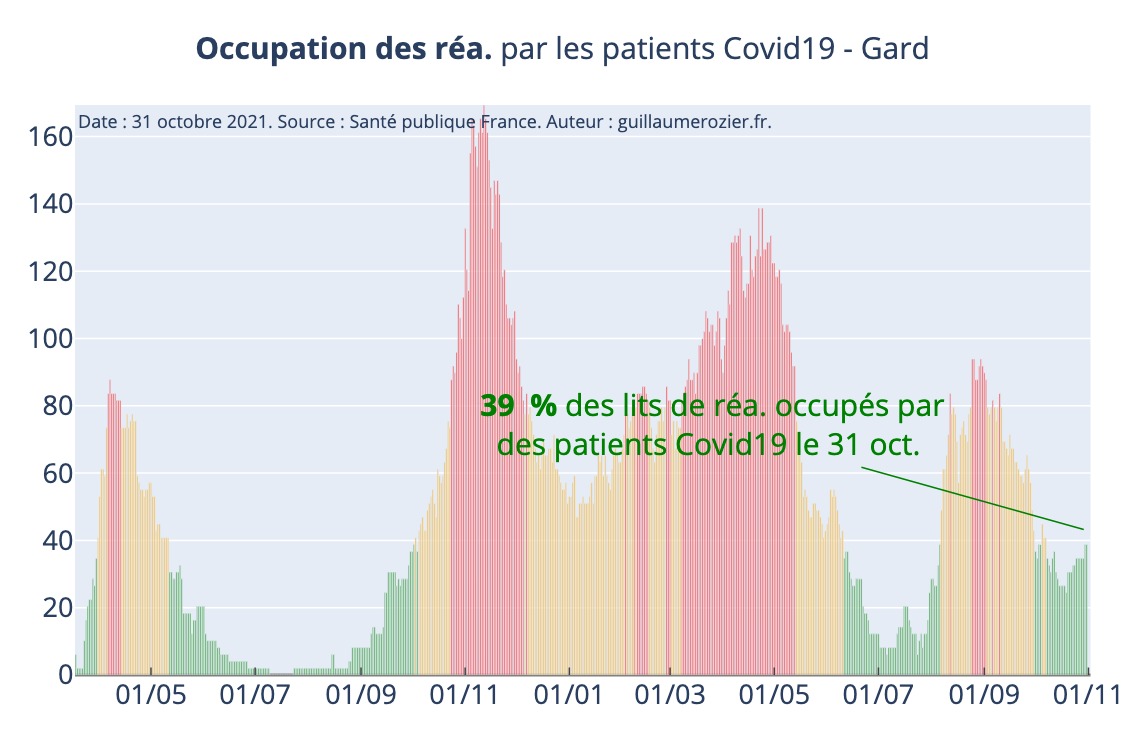 Occupation des réa. par les patients Covid19 - Gard
Date : 31 octobre 2021. Source : Santé publique France. Auteur : guillaumerozier.fr.
160
140
120
100
80
60
40
20
0
39 % des lits de réa. occupés par
des patients Covid19 le 31 oct.
01/05 01/07 01/09 01/11 01/01 01/03 01/05 01/07 01/09 01/11